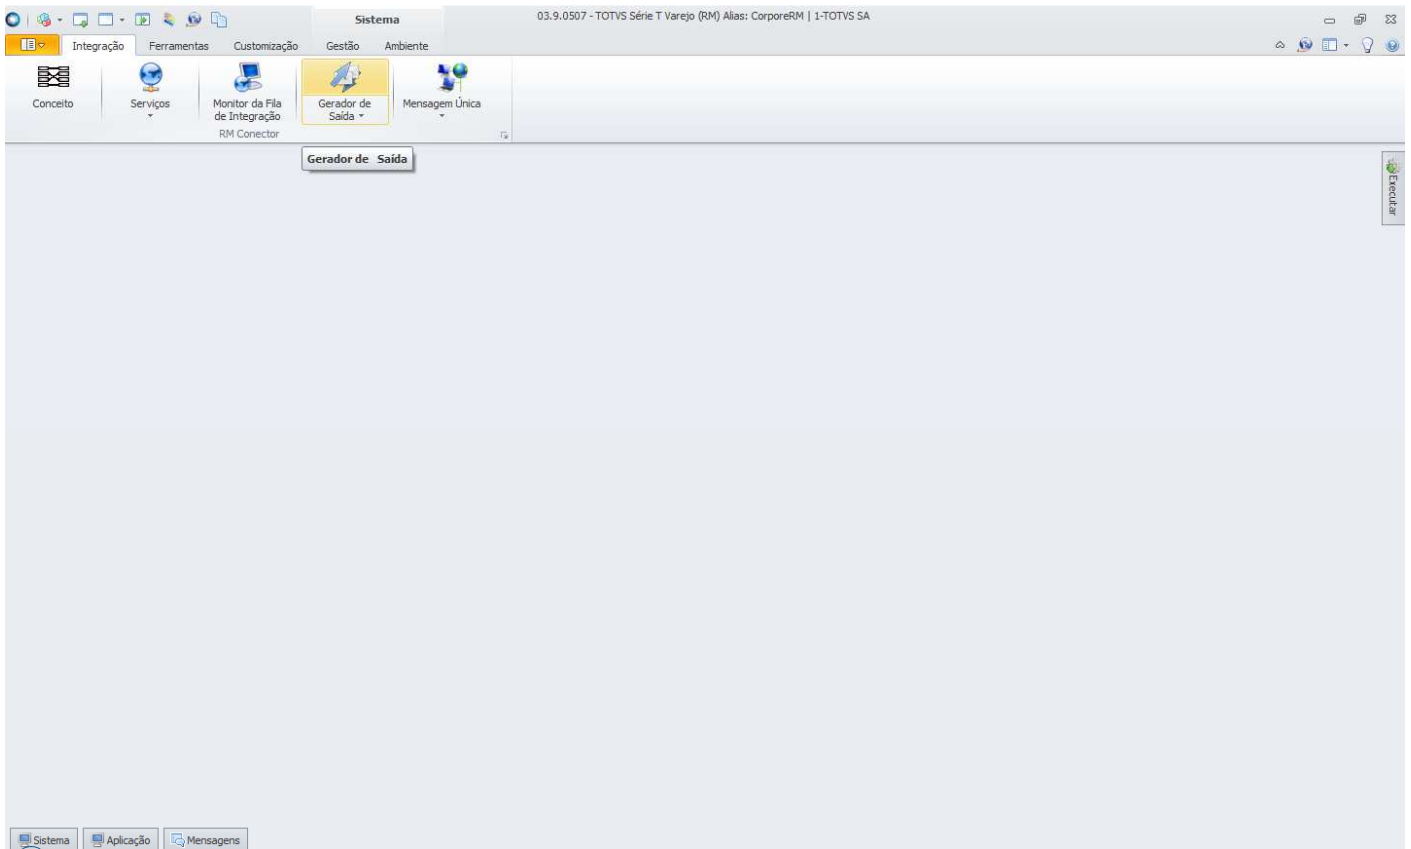 Sistema
03.9.0507 - TOTVS Série T Varejo (RM) Alias: CorporeRM | 1-TOTVS SA
Integração Ferramentas Customização Gestão Ambiente
Conceito
Serviços
Monitor da Fila
de Integração
Gerador de
Saída
Mensagem Única
RM Conector
Gerador de Saída
Executar
Sistema Aplicação Mensagens